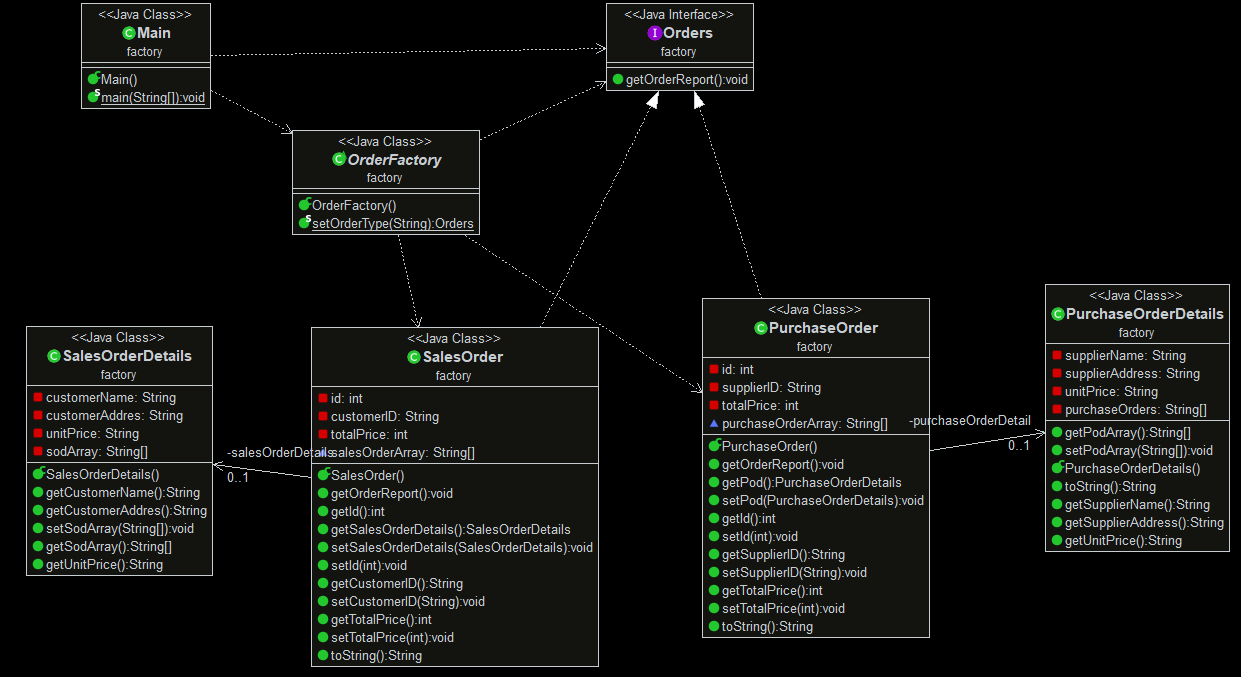 <<Java Class>>
Main
factory
Main()
main(String[]):void
<<Java Interface>>
Orders
factory
getOrderReport():void
<<Java Class>>
OrderFactory
factory
OrderFactory()
setOrderType(String):Orders
<<Java Class>>
SalesOrderDetails
factory
customerName: String
customerAddres: String
unitPrice: String
sodArray: String[]
SalesOrderDetails()
getCustomerName():String
getCustomerAddres():String
setSodArray(String[]):void
getSodArray():String[]
getUnitPrice():String
-salesOrderDetails
0..1
<<Java Class>>
SalesOrder
factory
id: int
customerID: String
totalPrice: int
salesOrderArray: String[]
SalesOrder()
getOrderReport():void
getId():int
getSalesOrderDetails():SalesOrderDetails
setSalesOrderDetails(SalesOrderDetails):void
setId(int):void
getCustomerID():String
setCustomerID(String):void
getTotalPrice():int
setTotalPrice(int):void
toString():String
<<Java Class>>
PurchaseOrder
factory
id: int
supplierID: String
totalPrice: int
purchaseOrderArray: String[]
PurchaseOrder()
getOrderReport():void
getPod():PurchaseOrderDetails
setPod(PurchaseOrderDetails):void
getId():int
setId(int):void
getSupplierID():String
setSupplierID(String):void
getTotalPrice():int
setTotalPrice(int):void
toString():String
-purchaseOrderDetail
0..1
<<Java Class>>
PurchaseOrderDetails
factory
supplierName: String
supplierAddress: String
unitPrice: String
purchaseOrders: String[]
getPodArray():String[]
setPodArray(String[]):void
PurchaseOrderDetails()
toString():String
getSupplierName():String
getSupplierAddress():String
getUnitPrice():String